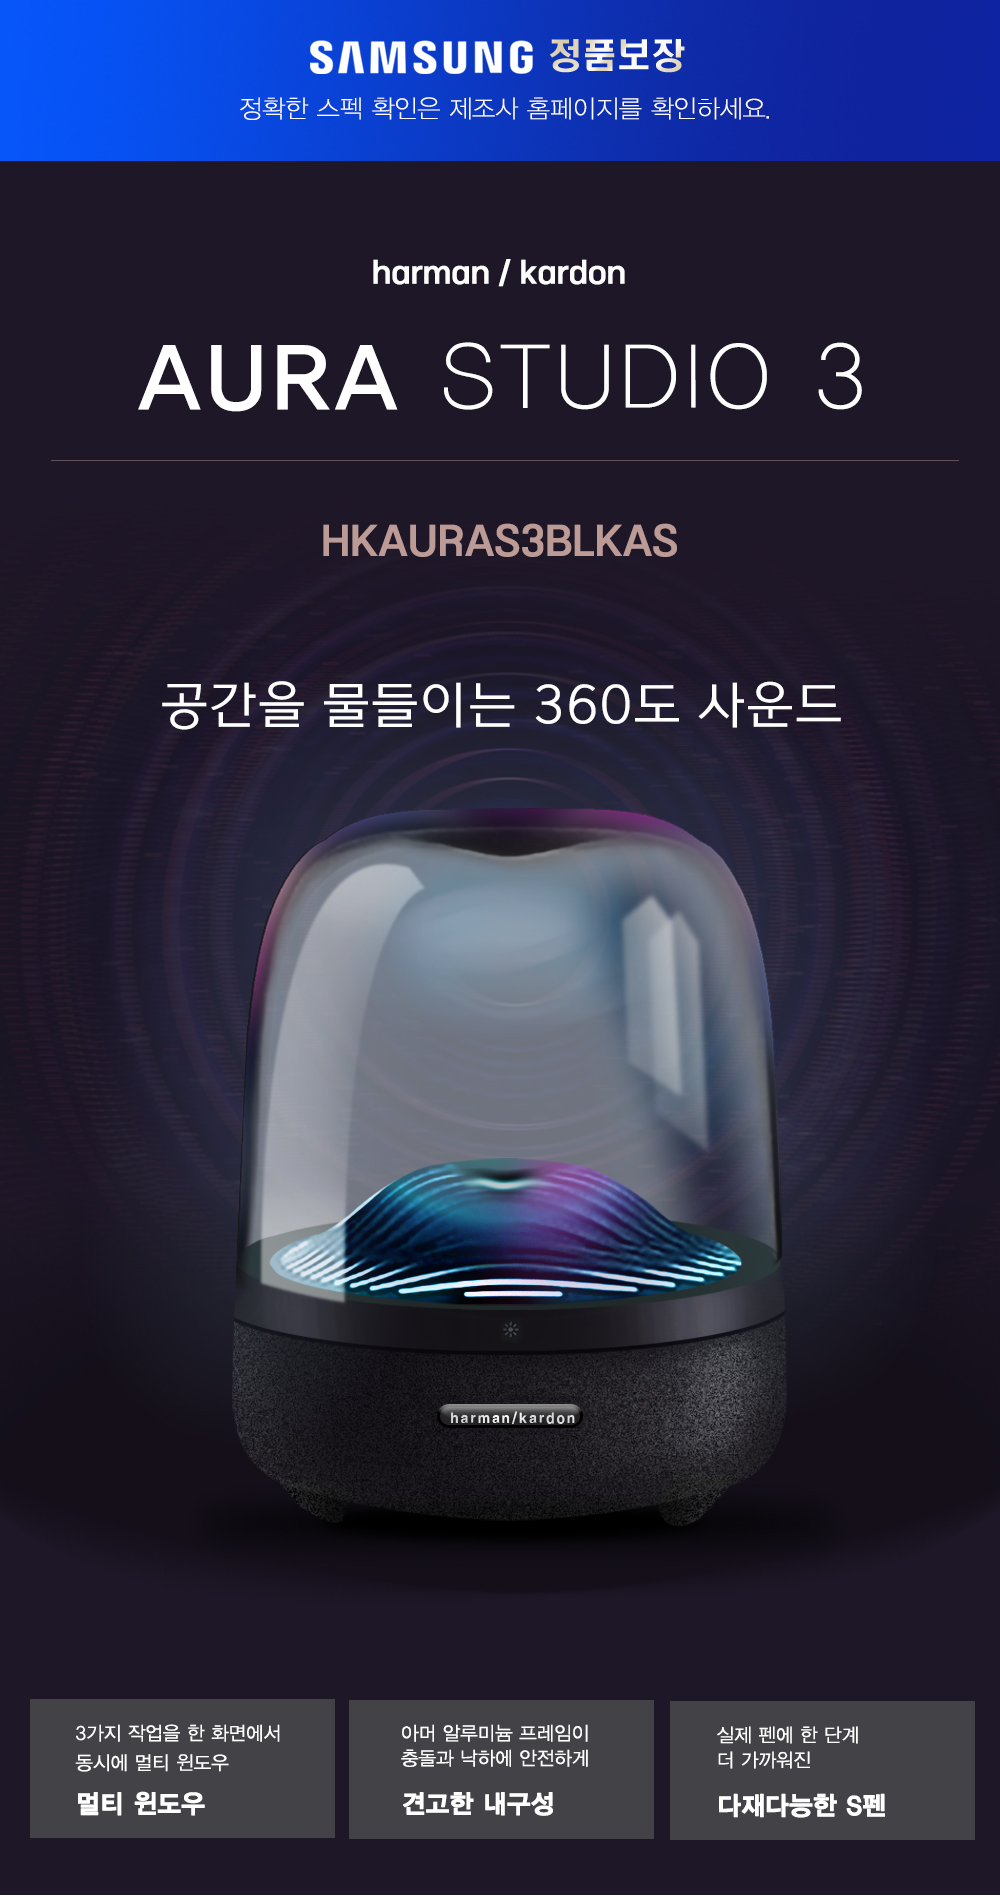 SAMSUNG 정품보장
정확한 스펙 확인은 제조사 홈페이지를 확인하세요.
harman / kardon
AURA STUDIO 3
HKAURAS3BLKAS
공간을 물들이는 360도 사운드
harman/kardon
3가지 작업을 한 화면에서
동시에 멀티 윈도우
멀티 윈도우
아머 알루미늄 프레임이
충돌과 낙하에 안전하게
견고한 내구성
실제 펜에 한 단계
더 가까워진
다재다능한 S펜